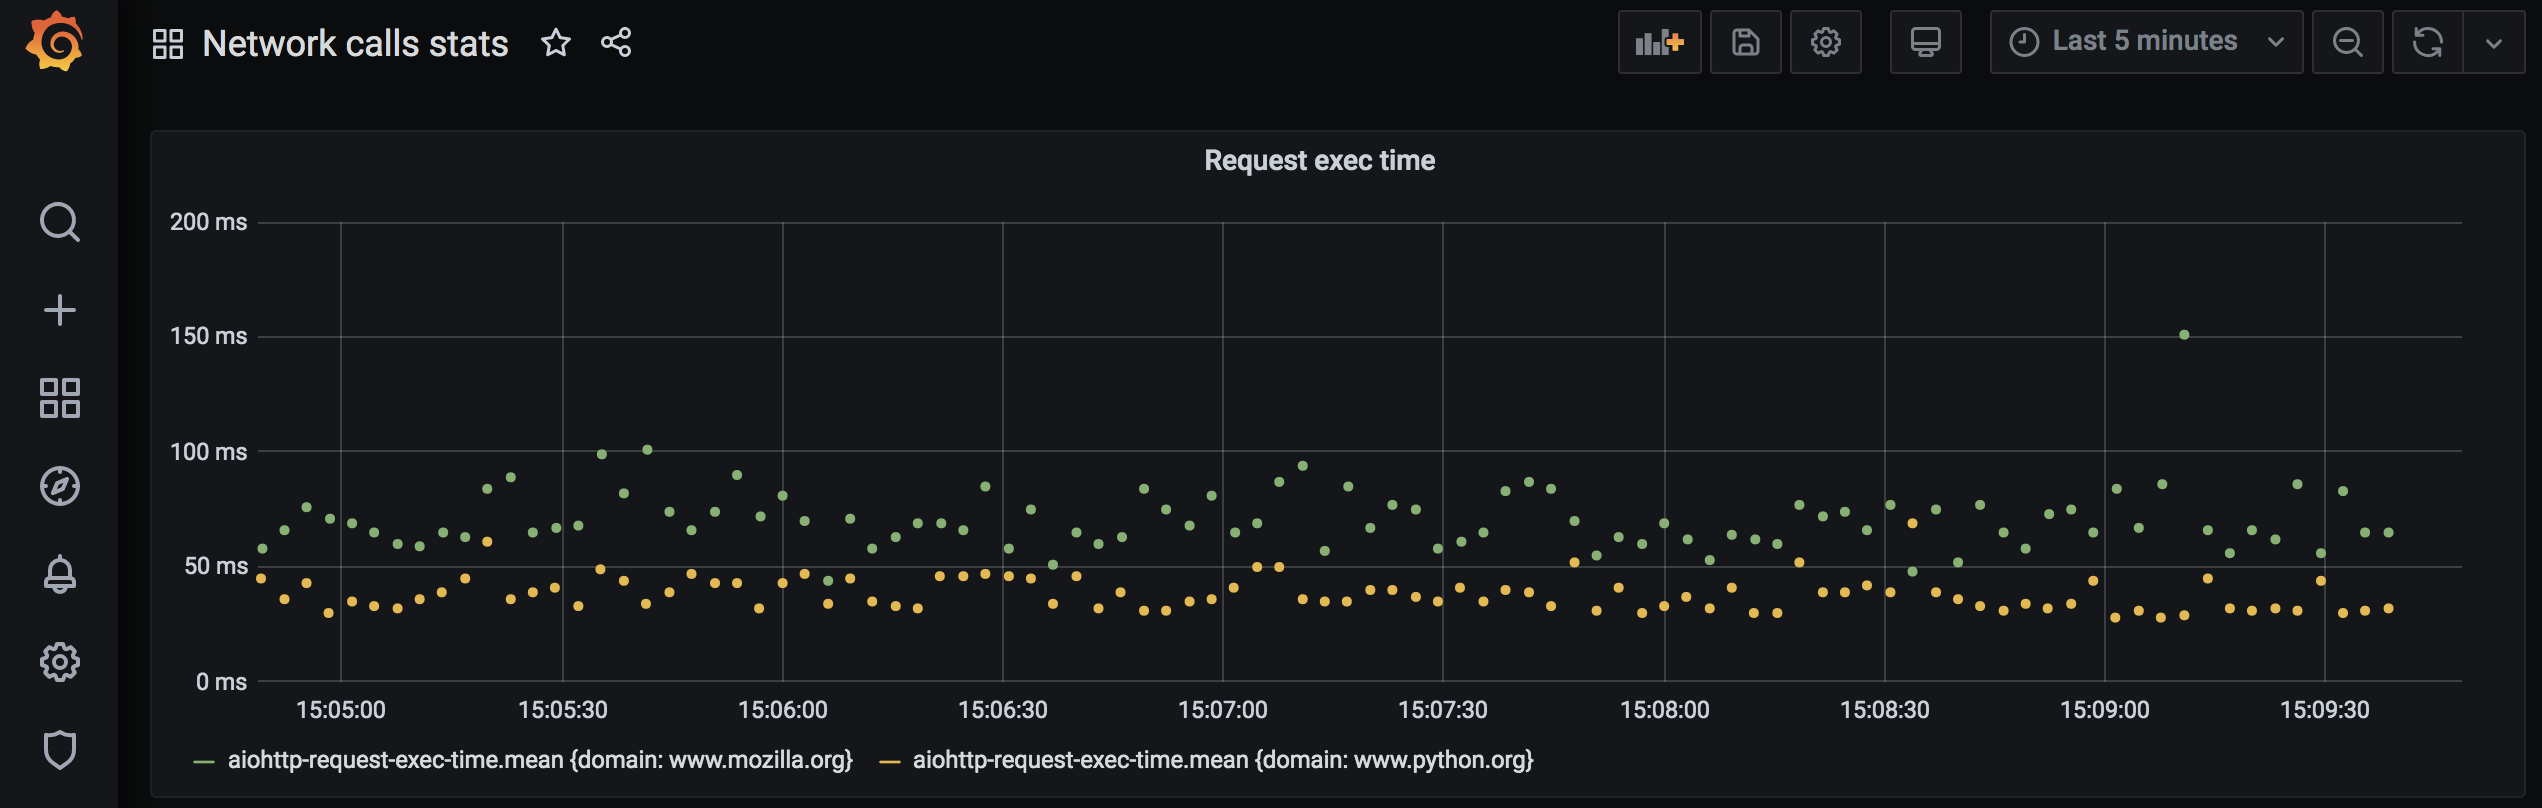 Network calls stats
Last 5 minutes
Request exec time
200 ms
150 ms
100 ms
50 ms
0 ms
15:05:00 15:05:30 15:06:00 15:06:30 15:07:00 15:07:30 15:08:00 15:08:30 15:09:00 15:09:30
aiohttp-request-exec-time.mean {domain: www.mozilla.org} aiohttp-request-exec-time.mean {domain: www.python.org}